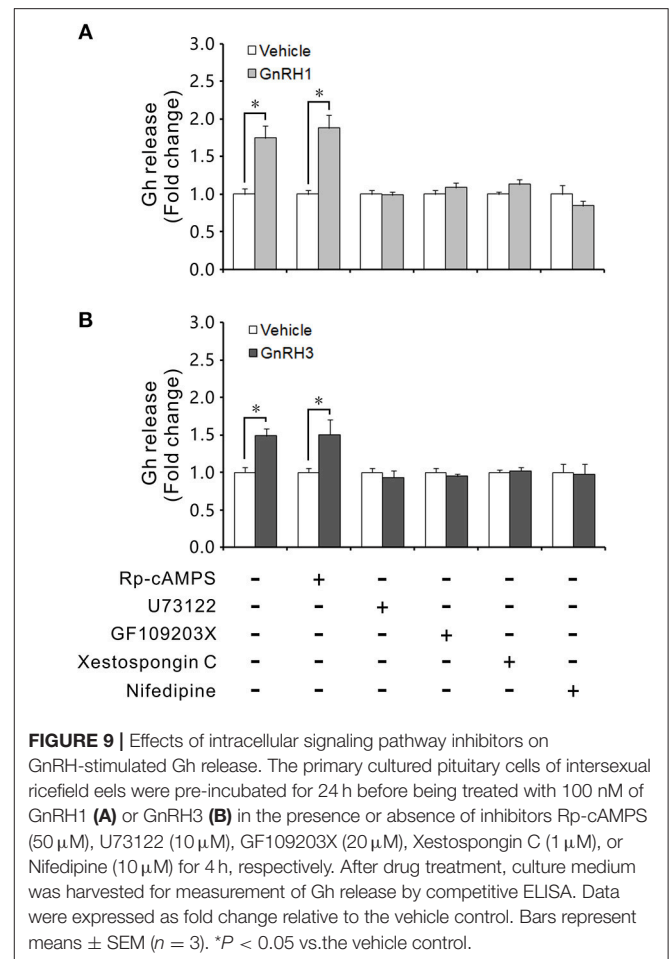 A
3.0
Vehicle
GnRH1
2.5
2.0
* *
1.5
1.0
0.5
0.0
Gh release
(Fold change)
B
3.0
Vehicle
GnRH3
2.5
2.0
* *
1.5
1.0
0.5
0.0
Gh release
(Fold change)
Rp-cAMPS - + - - - -
U73122 - - + - - -
GF109203X - - - + - -
Xestospongin C - - - - + -
Nifedipine - - - - - +
FIGURE 9 | Effects of intracellular signaling pathway inhibitors on
GnRH-stimulated Gh release. The primary cultured pituitary cells of intersexual
ricefield eels were pre-incubated for 24 h before being treated with 100 nM of
GnRH1 (A) or GnRH3 (B) in the presence or absence of inhibitors Rp-cAMPS
(50 μM), U73122 (10 μM), GF109203X (20 μM), Xestospongin C (1 μM), or
Nifedipine (10 μM) for 4 h, respectively. After drug treatment, culture medium
was harvested for measurement of Gh release by competitive ELISA. Data
were expressed as fold change relative to the vehicle control. Bars represent
means ± SEM (n = 3). *P < 0.05 vs.the vehicle control.